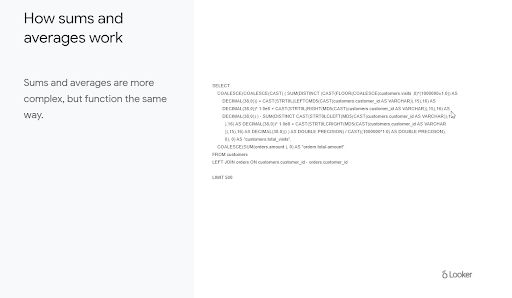 How sums and
averages work
Sums and averages are more
complex, but function the same
way.
SELECT
COALESCE(COALESCE(CAST( ( SUM(DISTINCT (CAST(FLOOR(COALESCE(customers.visits ,0)*(1000000*1.0)) AS
DECIMAL(38,0))) + CAST(STRTOL(LEFT(MD5(CAST(customers.customer_id AS VARCHAR)),15),16) AS
DECIMAL(38,0))* 1.0e8 + CAST(STRTOL(RIGHT(MD5(CAST(customers.customer_id AS VARCHAR)),15),16) AS
DECIMAL(38,0)) ) - SUM(DISTINCT CAST(STRTOL(LEFT(MD5(CAST(customers.customer_id AS VARCHAR
)),15),16) AS DECIMAL(38,0))* 1.0e8 + CAST(STRTOL(RIGHT(MD5(CAST(customers.customer_id AS VARCHAR
)),15),16) AS DECIMAL(38,0)) ) AS DOUBLE PRECISION) / CAST((1000000*1.0) AS DOUBLE PRECISION),
0), 0) AS "customers.total_visits",
COALESCE(SUM(orders.amount ), 0) AS "orders.total-amount"
FROM customers
LEFT JOIN orders ON customers.customer_id - orders.customer_id
LIMIT 500
Looker